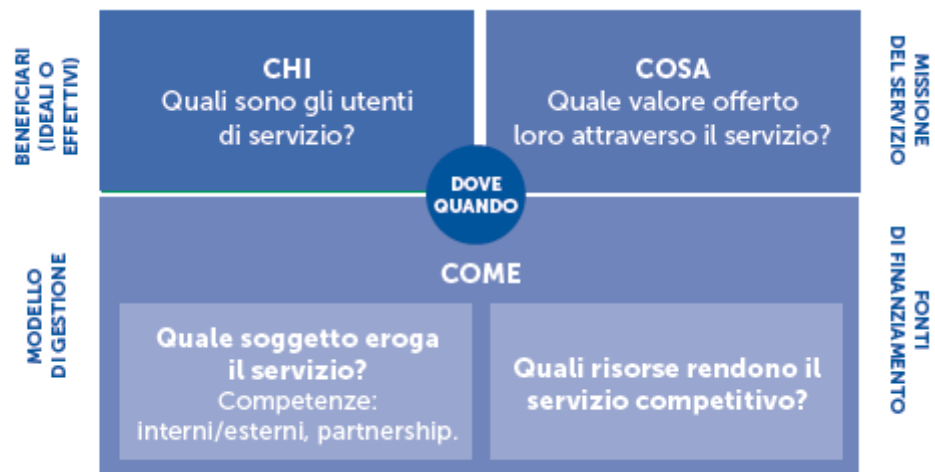 BENEFICIARI
(IDEALI O
EFFETTIVI)
CHI
Quali sono gli utenti
di servizio?
COSA
Quale valore offerto
loro attraverso il servizio?
MISSIONE
DEL SERVIZIO
DOVE
QUANDO
MODELLO
DI GESTIONE
COME
Quale soggetto eroga
il servizio?
Competenze:
interni/esterni, partnership.
Quali risorse rendono il
servizio competitivo?
FONTI
DI FINANZIAMENTO